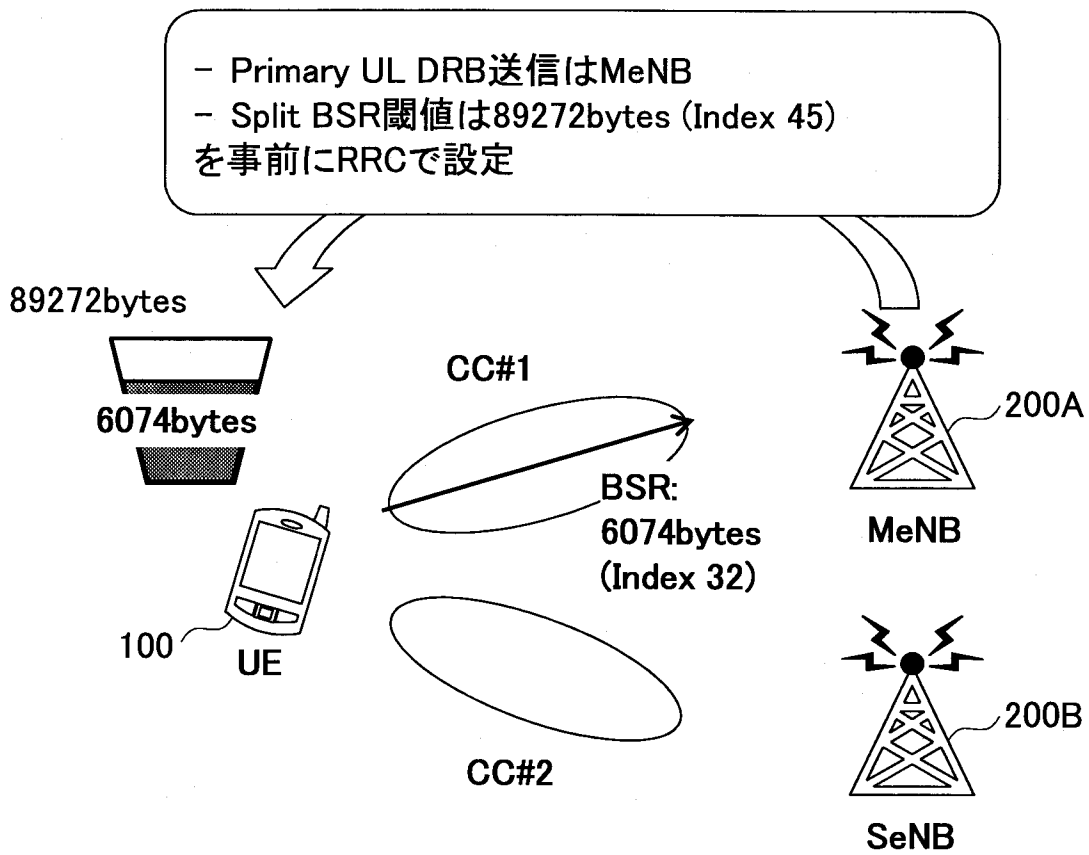 - Primary UL DRB送信はMeNB
- Split BSR閾値は89272bytes (Index 45)
を事前にRRCで設定
89272bytes
6074bytes
CC#1
BSR:
6074bytes
(Index 32)
200A
MeNB
100
UE
CC#2
200B
SeNB